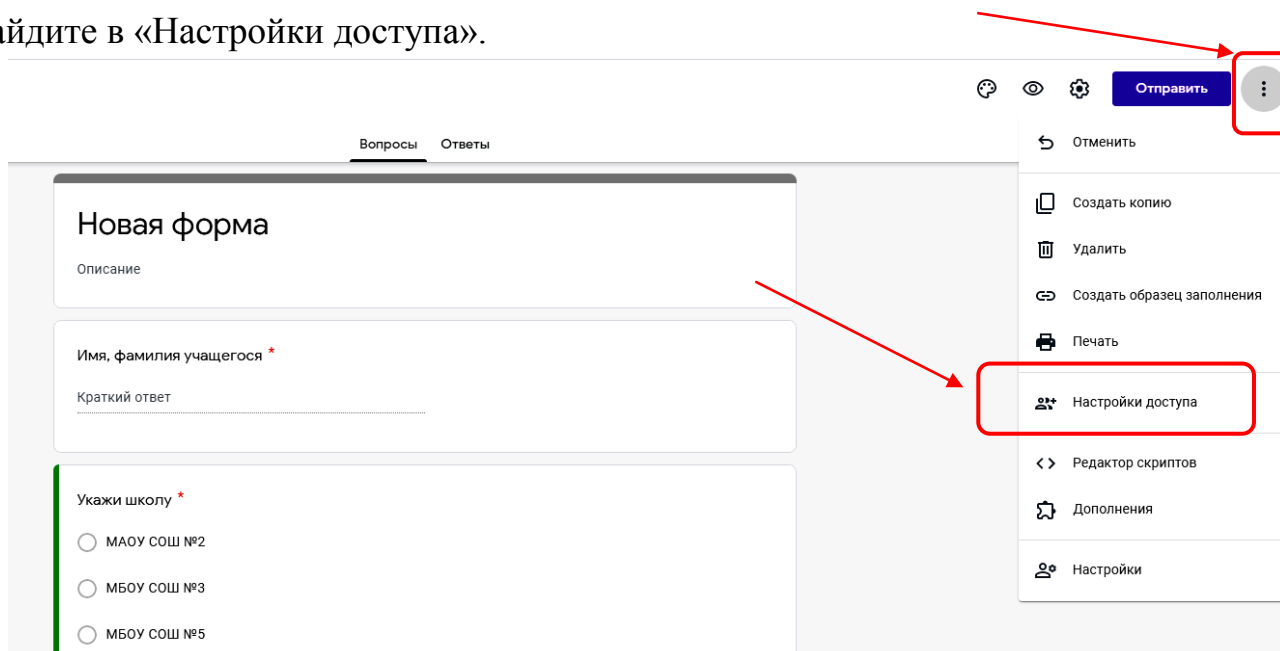 айдите в «Настройки доступа».
Отправить
Вопросы Ответы
Отменить
Создать копию
Удалить
Создать образец заполнения
Печать
Настройки доступа
Редактор скриптов
Дополнения
Настройки
Новая форма
Описание
Имя, фамилия учащегося *
Краткий ответ
Укажи школу *
МАОУ СОШ №2
МБОУ СОШ №3
МБОУ СОШ №5